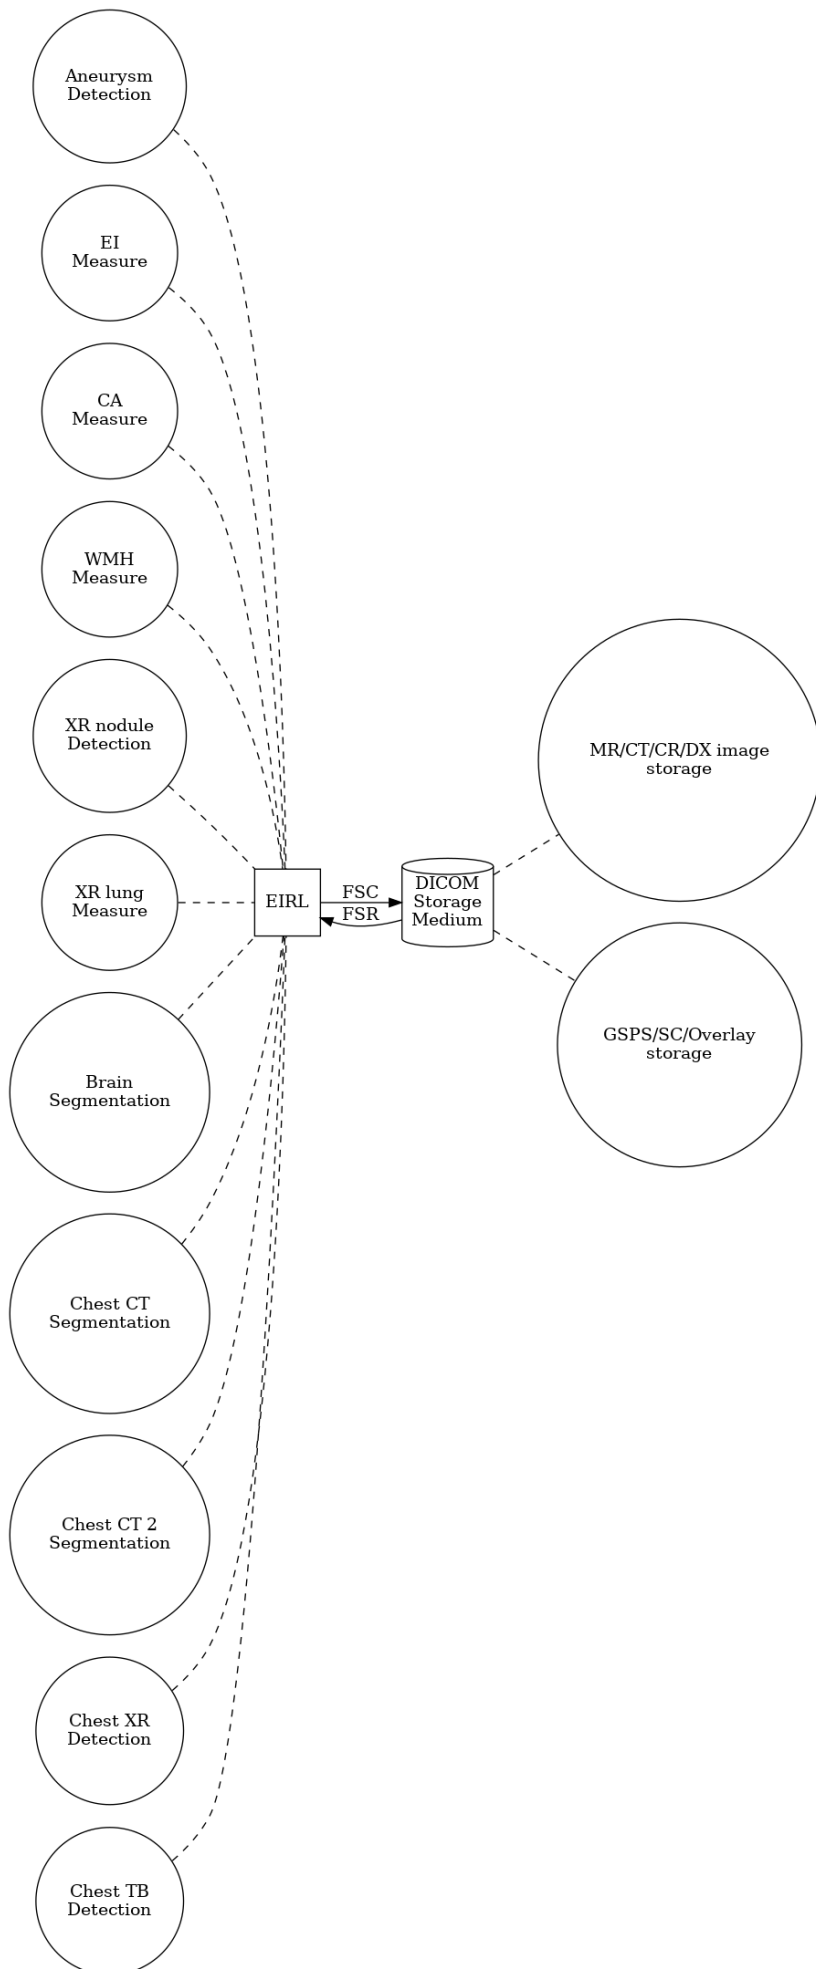 Aneurysm
Detection
EI
Measure
CA
Measure
WMH
Measure
XR nodule
Detection
XR lung
Measure
EIRL
FSC
FSR
DICOM
Storage
Medium
MR/CT/CR/DX image
storage
GSPS/SC/Overlay
storage
Brain
Segmentation
Chest CT
Segmentation
Chest CT 2
Segmentation
Chest XR
Detection
Chest TB
Detection